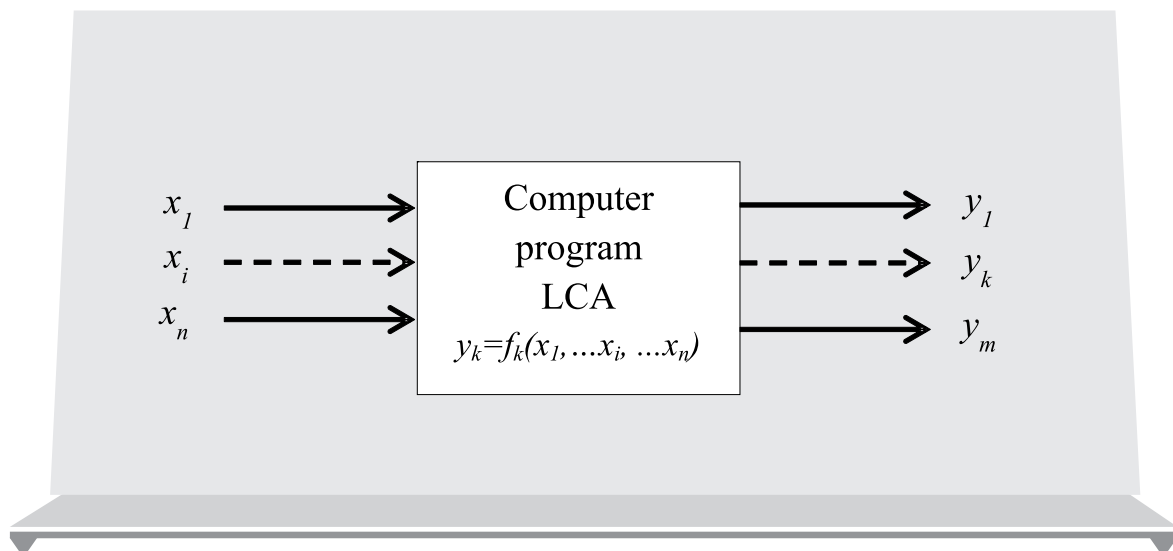 x1
xi
xn
Computer
program
LCA
yk=fk(x1,...xi, ...xn)
y1
yk
ym